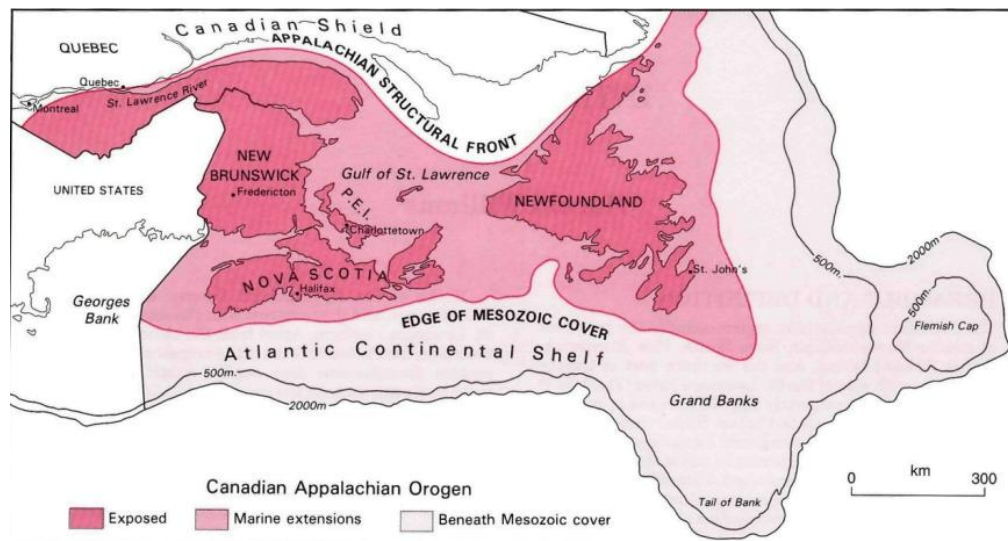 Canadian Shield
QUEBEC
APPALACHIAN STRUCTURAL FRONT
Quebec
St. Lawrence River
Montreal
NEW
BRUNSWICK
Fredericton
Gulf of St. Lawrence
UNITED STATES
P.E.I.
Charlottetown
NEWFOUNDLAND
St. John's
NOVA SCOTIA
Halifax
Georges
Bank
EDGE OF MESOZOIC COVER
Atlantic Continental Shelf
500m.
2000m
500m.
2000m.
500m.
Flemish Cap
Grand Banks
Tail of Bank
km
0 300
Canadian Appalachian Orogen
Exposed
Marine extensions
Beneath Mesozoic cover